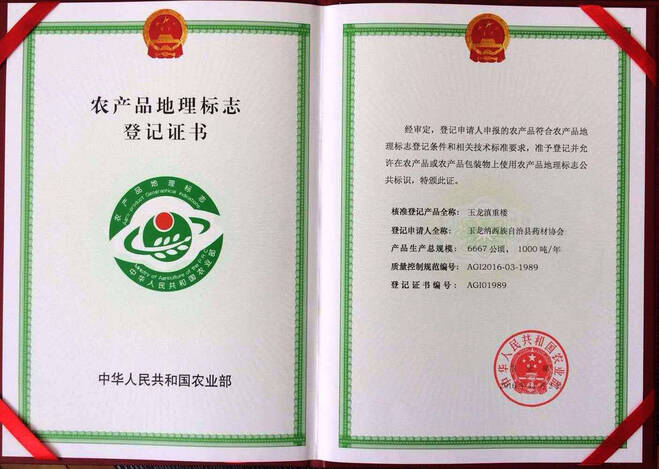 农产品地理标志
登记证书
农产品地理标志
Agro-product Geographical Indications
Ministry of Agriculture of the P.R.C
中华人民共和国农业部
中华人民共和国农业部
经审定，登记申请人申报的农产品符合农产品地
理标志登记条件和相关技术标准要求，准予登记并允
许在农产品或农产品包装物上使用农产品地理标志公
共标识，特颁此证。
核准登记产品全称： 玉龙滇重楼
登记申请人全称： 玉龙纳西族自治县药材协会
产品生产总规模： 6667 公顷， 1000 吨/年
质量控制规范编号： AGI2016-03-1989
登记证书编号： AGI01989
中华人民共和国农业部